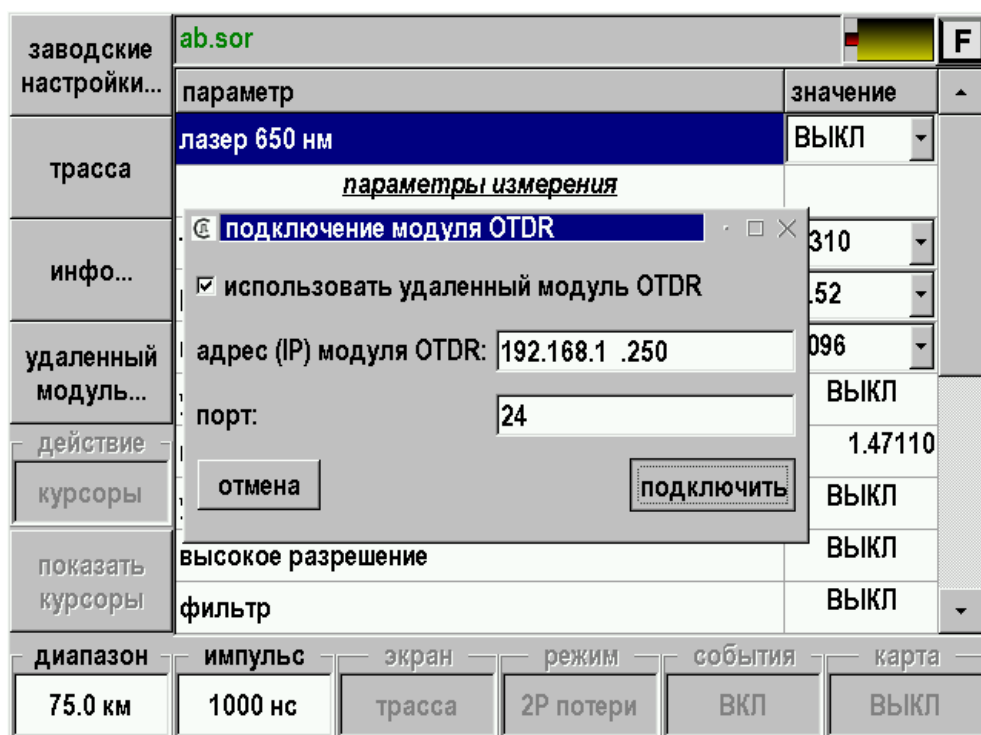 заводские
настройки...
ab.sor
F
параметр
значение
лазер 650 нм
ВЫКЛ
трасса
параметры измерения
подключение модуля OTDR
310
инфо...
использовать удаленный модуль OTDR
.52
удаленный
модуль...
адрес (IP) модуля OTDR:
192.168.1 .250
096
ВЫКЛ
порт:
24
действие
1.47110
курсоры
отмена
подключить
ВЫКЛ
показать
курсоры
высокое разрешение
ВЫКЛ
фильтр
ВЫКЛ
диапазон
импульс
экран
режим
события
карта
75.0 км
1000 нс
трасса
2P потери
ВКЛ
ВЫКЛ